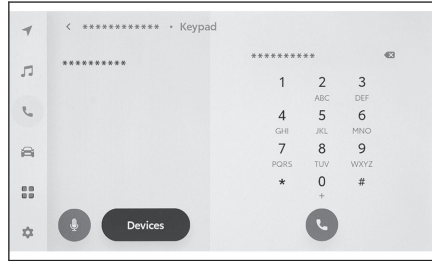 < ************ • Keypad
**********
**********
1 2 3
ABC DEF
4 5 6
GHI JKL MNO
7 8 9
PQRS TUV WXYZ
* 0 #
+
Devices